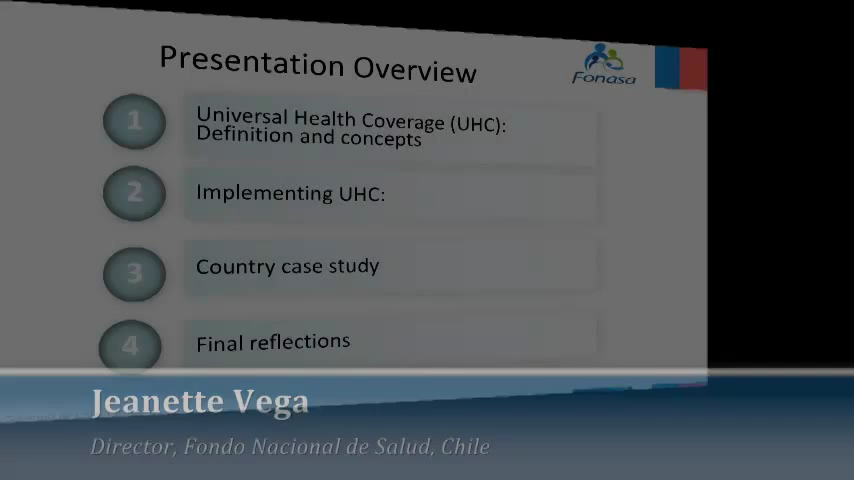 Presentation Overview
Fonasa
1
Universal Health Coverage (UHC):
Definition and concepts
2
Implementing UHC:
3
Country case study
4
Final reflections
Jeanette Vega
Director, Fondo Nacional de Salud, Chile